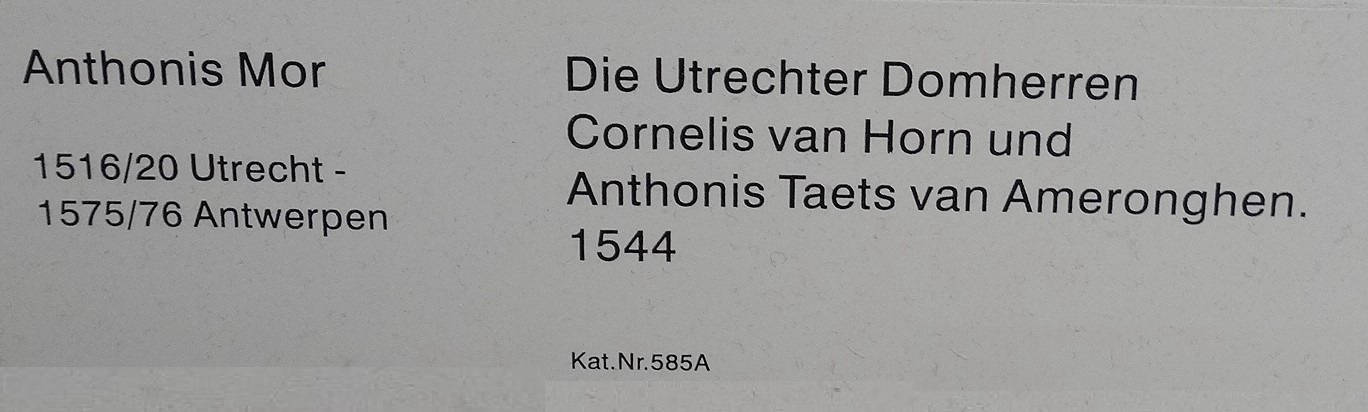 Anthonis Mor
1516/20 Utrecht -
1575/76 Antwerpen
Die Utrechter Domherren
Cornelis van Horn und
Anthonis Taets van Ameronghen.
1544
Kat.Nr.585A